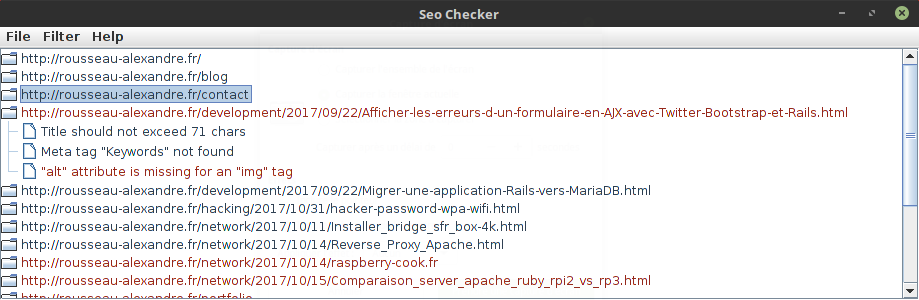 Seo Checker
File Filter Help
http://rousseau-alexandre.fr/
http://rousseau-alexandre.fr/blog
http://rousseau-alexandre.fr/contact
http://rousseau-alexandre.fr/development/2017/09/22/Afficher-les-erreurs-d-un-formulaire-en-AJX-avec-Twitter-Bootstrap-et-Rails.html
Title should not exceed 71 chars
Meta tag "Keywords" not found
"alt" attribute is missing for an "img" tag
http://rousseau-alexandre.fr/development/2017/09/22/Migrer-une-application-Rails-vers-MariaDB.html
http://rousseau-alexandre.fr/hacking/2017/10/31/hacker-password-wpa-wifi.html
http://rousseau-alexandre.fr/network/2017/10/11/Installer_bridge_sfr_box-4k.html
http://rousseau-alexandre.fr/network/2017/10/14/Reverse_Proxy_Apache.html
http://rousseau-alexandre.fr/network/2017/10/14/raspberry-cook.fr
http://rousseau-alexandre.fr/network/2017/10/15/Comparaison_server_apache_ruby_rpi2_vs_rp3.html
http://rousseau-alexandre.fr/portfolio